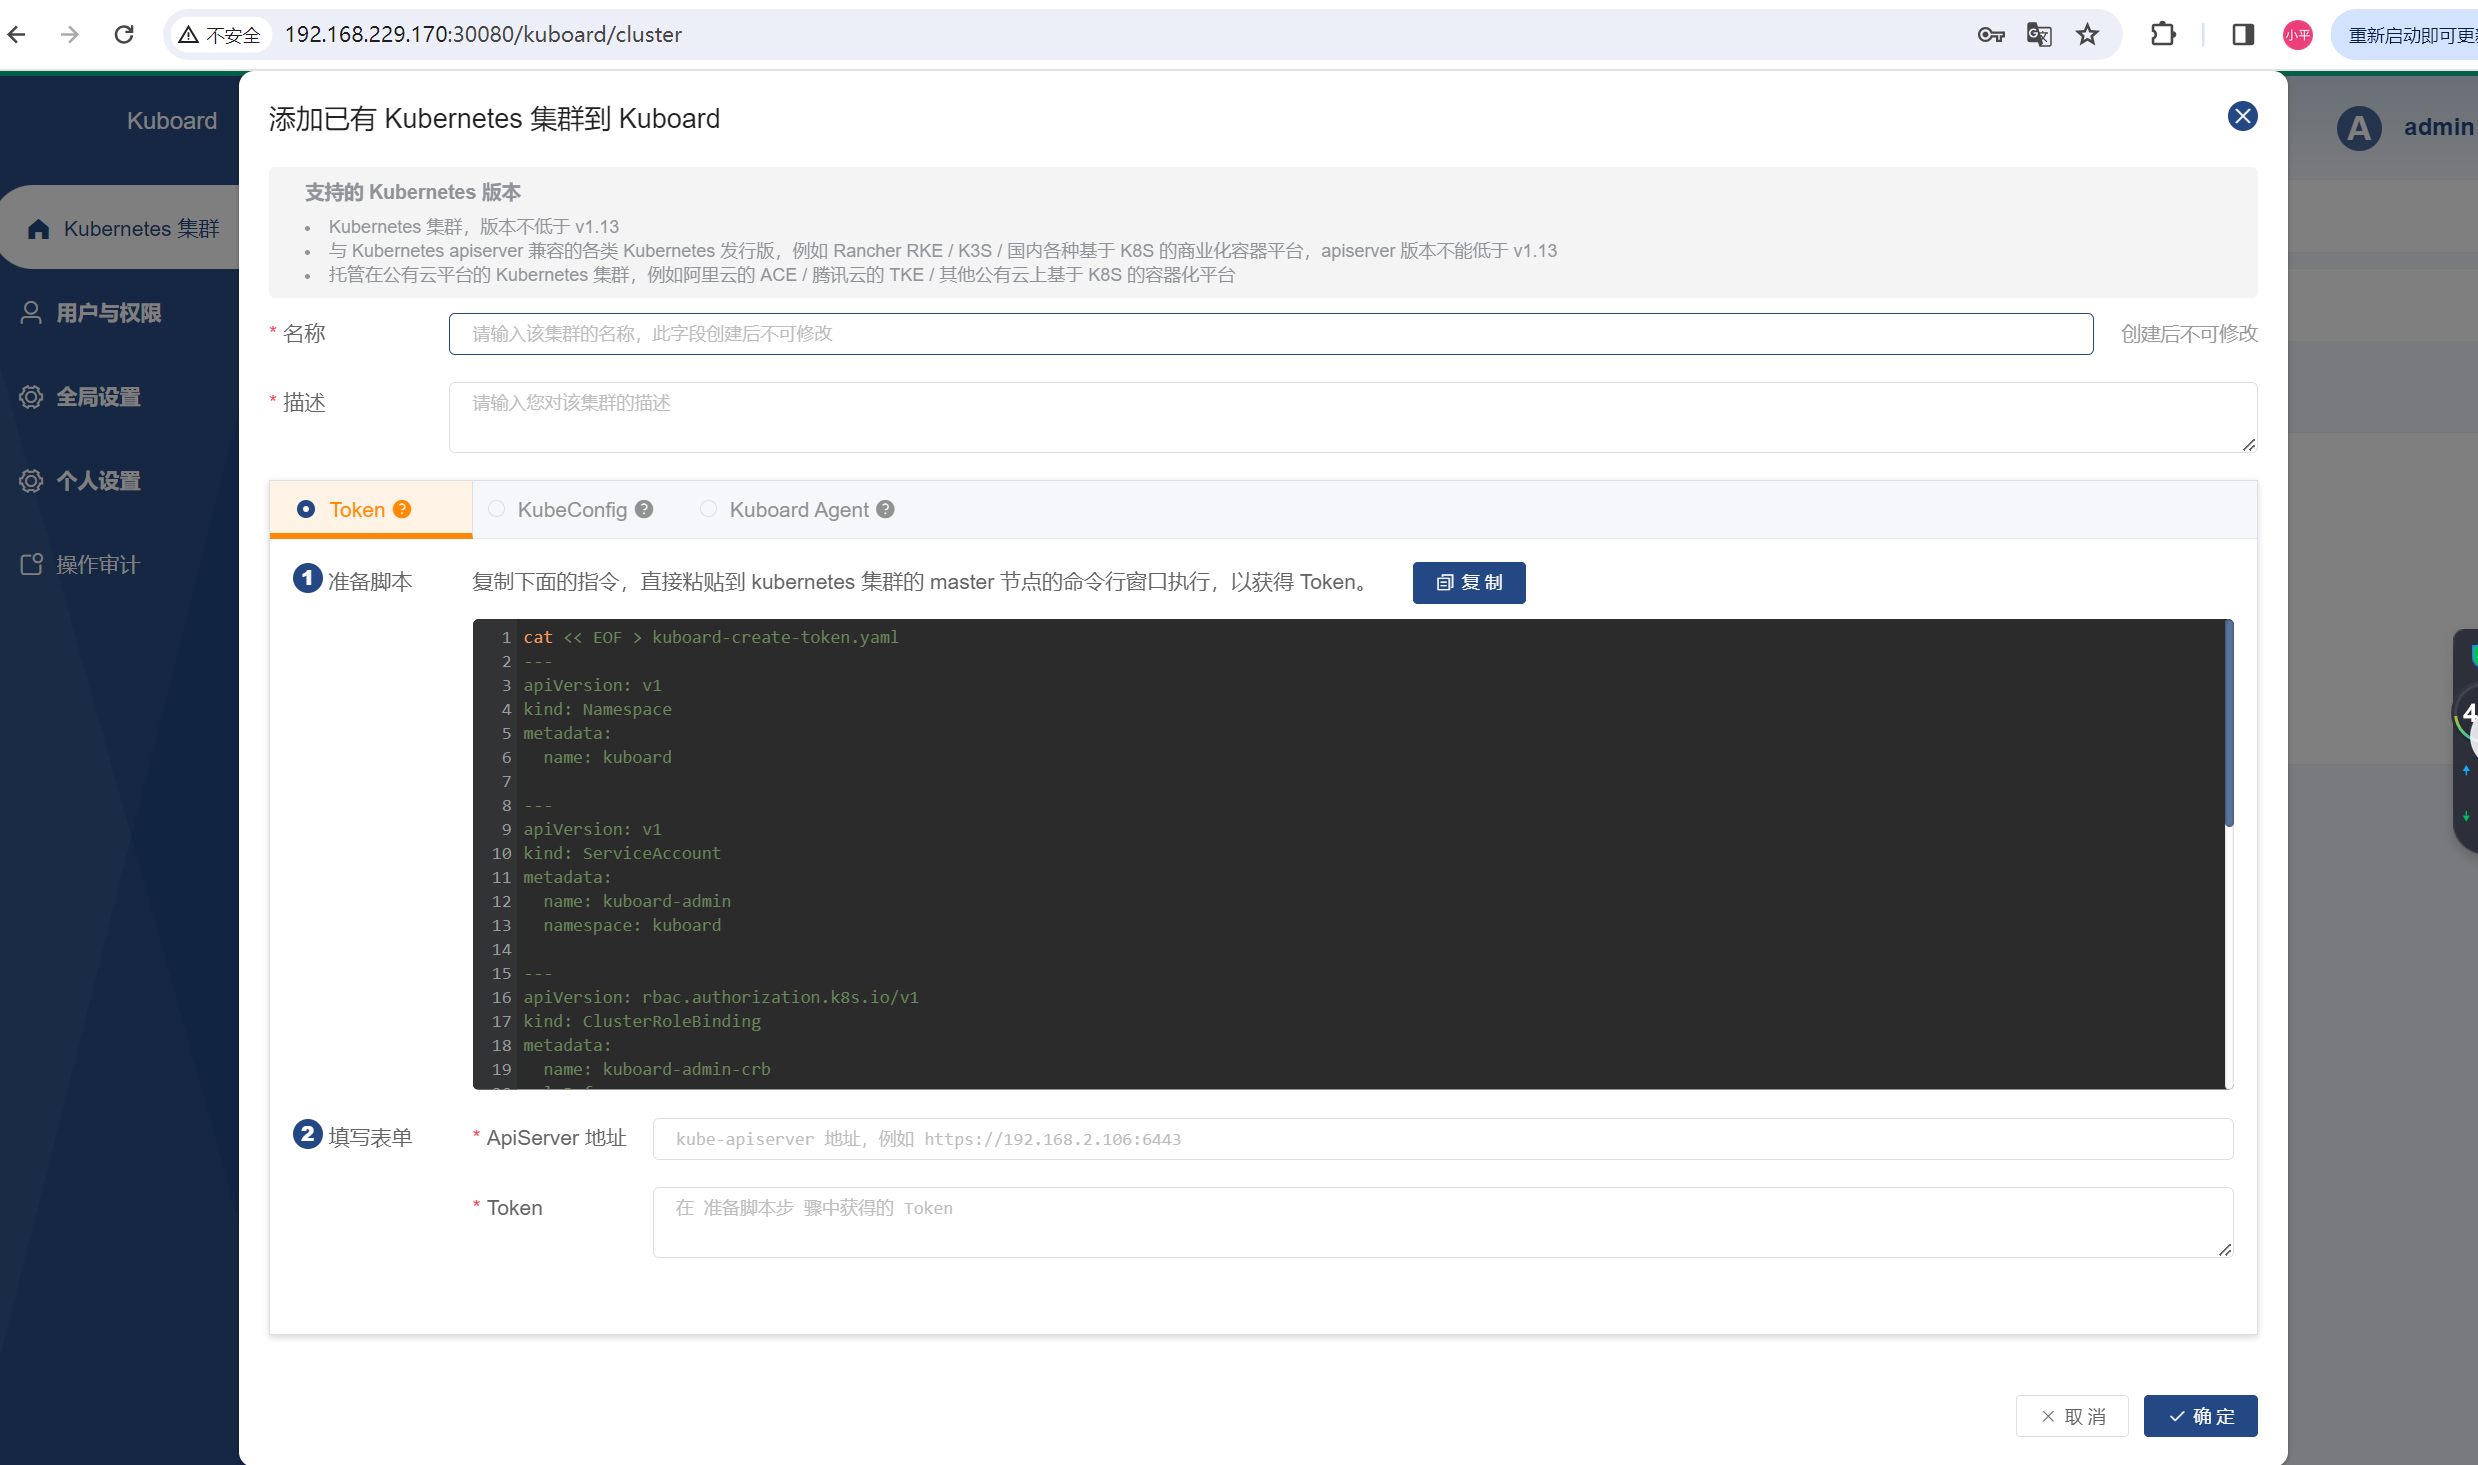 不安全 192.168.229.170:30080/kuboard/cluster 小平 重新启动即可更
Kuboard
添加已有 Kubernetes 集群到 Kuboard
A admin
支持的 Kubernetes 版本
Kubernetes 集群，版本不低于 v1.13
与 Kubernetes apiserver 兼容的各类 Kubernetes 发行版，例如 Rancher RKE / K3S / 国内各种基于 K8S 的商业化容器平台，apiserver 版本不能低于 v1.13
托管在公有云平台的 Kubernetes 集群，例如阿里云的 ACE / 腾讯云的 TKE / 其他公有云上基于 K8S 的容器化平台
Kubernetes 集群
用户与权限
全局设置
个人设置
操作审计
* 名称 请输入该集群的名称，此字段创建后不可修改 创建后不可修改
* 描述 请输入您对该集群的描述
Token ? KubeConfig ? Kuboard Agent ?
1 准备脚本 复制下面的指令，直接粘贴到 kubernetes 集群的 master 节点的命令行窗口执行，以获得 Token。 复制
1 cat << EOF > kuboard-create-token.yaml
2 ---
3 apiVersion: v1
4 kind: Namespace
5 metadata:
6   name: kuboard
7
8 ---
9 apiVersion: v1
10 kind: ServiceAccount
11 metadata:
12   name: kuboard-admin
13   namespace: kuboard
14
15 ---
16 apiVersion: rbac.authorization.k8s.io/v1
17 kind: ClusterRoleBinding
18 metadata:
19   name: kuboard-admin-crb
2 填写表单 * ApiServer 地址 kube-apiserver 地址，例如 https://192.168.2.106:6443
* Token 在 准备脚本步 骤中获得的 Token
取消 确定
4